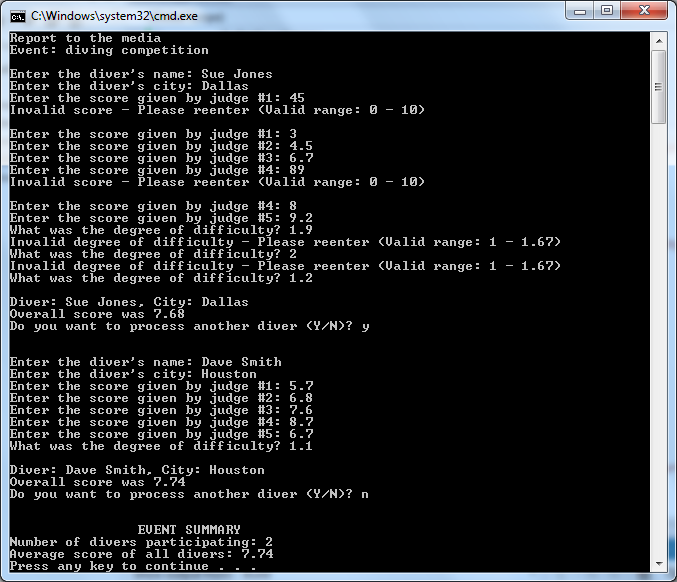 C:\Windows\system32\cmd.exe
Report to the media
Event: diving competition
Enter the diver's name: Sue Jones
Enter the diver's city: Dallas
Enter the score given by judge #1: 45
Invalid score - Please reenter (Valid range: 0 - 10)
Enter the score given by judge #1: 3
Enter the score given by judge #2: 4.5
Enter the score given by judge #3: 6.7
Enter the score given by judge #4: 89
Invalid score - Please reenter (Valid range: 0 - 10)
Enter the score given by judge #4: 8
Enter the score given by judge #5: 9.2
What was the degree of difficulty? 1.9
Invalid degree of difficulty - Please reenter (Valid range: 1 - 1.67)
What was the degree of difficulty? 2
Invalid degree of difficulty - Please reenter (Valid range: 1 - 1.67)
What was the degree of difficulty? 1.2
Diver: Sue Jones, City: Dallas
Overall score was 7.68
Do you want to process another diver (Y/N)? y
Enter the diver's name: Dave Smith
Enter the diver's city: Houston
Enter the score given by judge #1: 5.7
Enter the score given by judge #2: 6.8
Enter the score given by judge #3: 7.6
Enter the score given by judge #4: 8.7
Enter the score given by judge #5: 6.7
What was the degree of difficulty? 1.1
Diver: Dave Smith, City: Houston
Overall score was 7.74
Do you want to process another diver (Y/N)? n
EVENT SUMMARY
Number of divers participating: 2
Average score of all divers: 7.74
Press any key to continue . . .